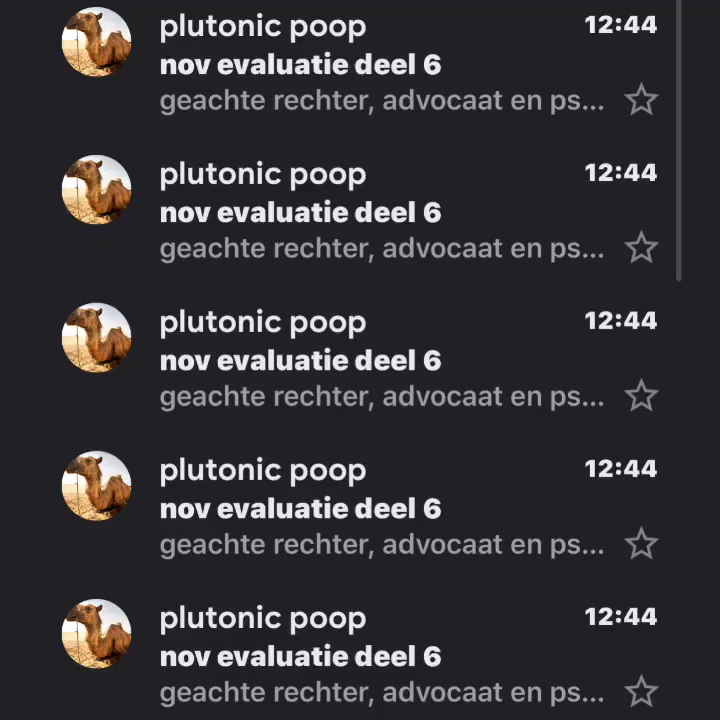 plutonic poop 12:44
nov evaluatie deel 6
geachte rechter, advocaat en ps...
plutonic poop 12:44
nov evaluatie deel 6
geachte rechter, advocaat en ps...
plutonic poop 12:44
nov evaluatie deel 6
geachte rechter, advocaat en ps...
plutonic poop 12:44
nov evaluatie deel 6
geachte rechter, advocaat en ps...
plutonic poop 12:44
nov evaluatie deel 6
geachte rechter, advocaat en ps...